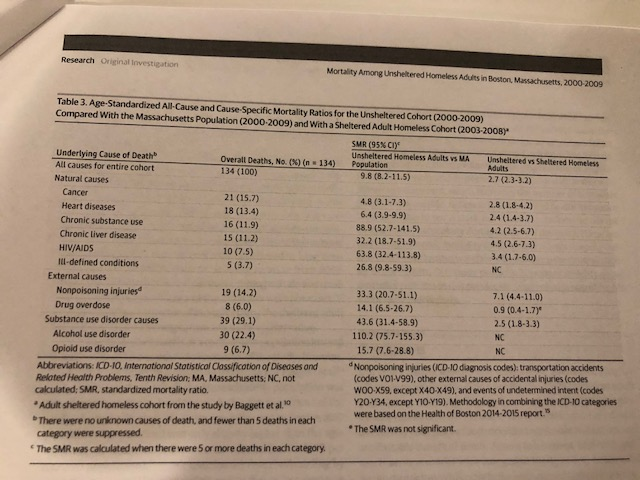 Research Original Investigation
Mortality Among Unsheltered Homeless Adults in Boston, Massachusetts, 2000-2009
Table 3. Age-Standardized All-Cause and Cause-Specific Mortality Ratios for the Unsheltered Cohort (2000-2009)
Compared With the Massachusetts Population (2000-2009) and With a Sheltered Adult Homeless Cohort (2003-2008)ᵃ
SMR (95% CI)ᶜ
Underlying Cause of Deathᵇ Overall Deaths, No. (%) (n = 134) Unsheltered Homeless Adults vs MA Population Unsheltered vs Sheltered Homeless Adults
All causes for entire cohort 134 (100) 9.8 (8.2-11.5) 2.7 (2.3-3.2)
Natural causes
Cancer 21 (15.7) 4.8 (3.1-7.3) 2.8 (1.8-4.2)
Heart diseases 18 (13.4) 6.4 (3.9-9.9) 2.4 (1.4-3.7)
Chronic substance use 16 (11.9) 88.9 (52.7-141.5) 4.2 (2.5-6.7)
Chronic liver disease 15 (11.2) 32.2 (18.7-51.9) 4.5 (2.6-7.3)
HIV/AIDS 10 (7.5) 63.8 (32.4-113.8) 3.4 (1.7-6.0)
Ill-defined conditions 5 (3.7) 26.8 (9.8-59.3) NC
External causes
Nonpoisoning injuriesᵈ 19 (14.2) 33.3 (20.7-51.1) 7.1 (4.4-11.0)
Drug overdose 8 (6.0) 14.1 (6.5-26.7) 0.9 (0.4-1.7)ᵉ
Substance use disorder causes 39 (29.1) 43.6 (31.4-58.9) 2.5 (1.8-3.3)
Alcohol use disorder 30 (22.4) 110.2 (75.7-155.3) NC
Opioid use disorder 9 (6.7) 15.7 (7.6-28.8) NC
Abbreviations: ICD-10, International Statistical Classification of Diseases and
Related Health Problems, Tenth Revision; MA, Massachusetts; NC, not
calculated; SMR, standardized mortality ratio.
ᵃ Adult sheltered homeless cohort from the study by Baggett et al.¹⁰
ᵇ There were no unknown causes of death, and fewer than 5 deaths in each
category were suppressed.
ᶜ The SMR was calculated when there were 5 or more deaths in each category.
ᵈ Nonpoisoning injuries (ICD-10 diagnosis codes): transportation accidents
(codes V01-V99), other external causes of accidental injuries (codes
W00-X59, except X40-X49), and events of undetermined intent (codes
Y20-Y34, except Y10-Y19). Methodology in combining the ICD-10 categories
were based on the Health of Boston 2014-2015 report.¹⁵
ᵉ The SMR was not significant.